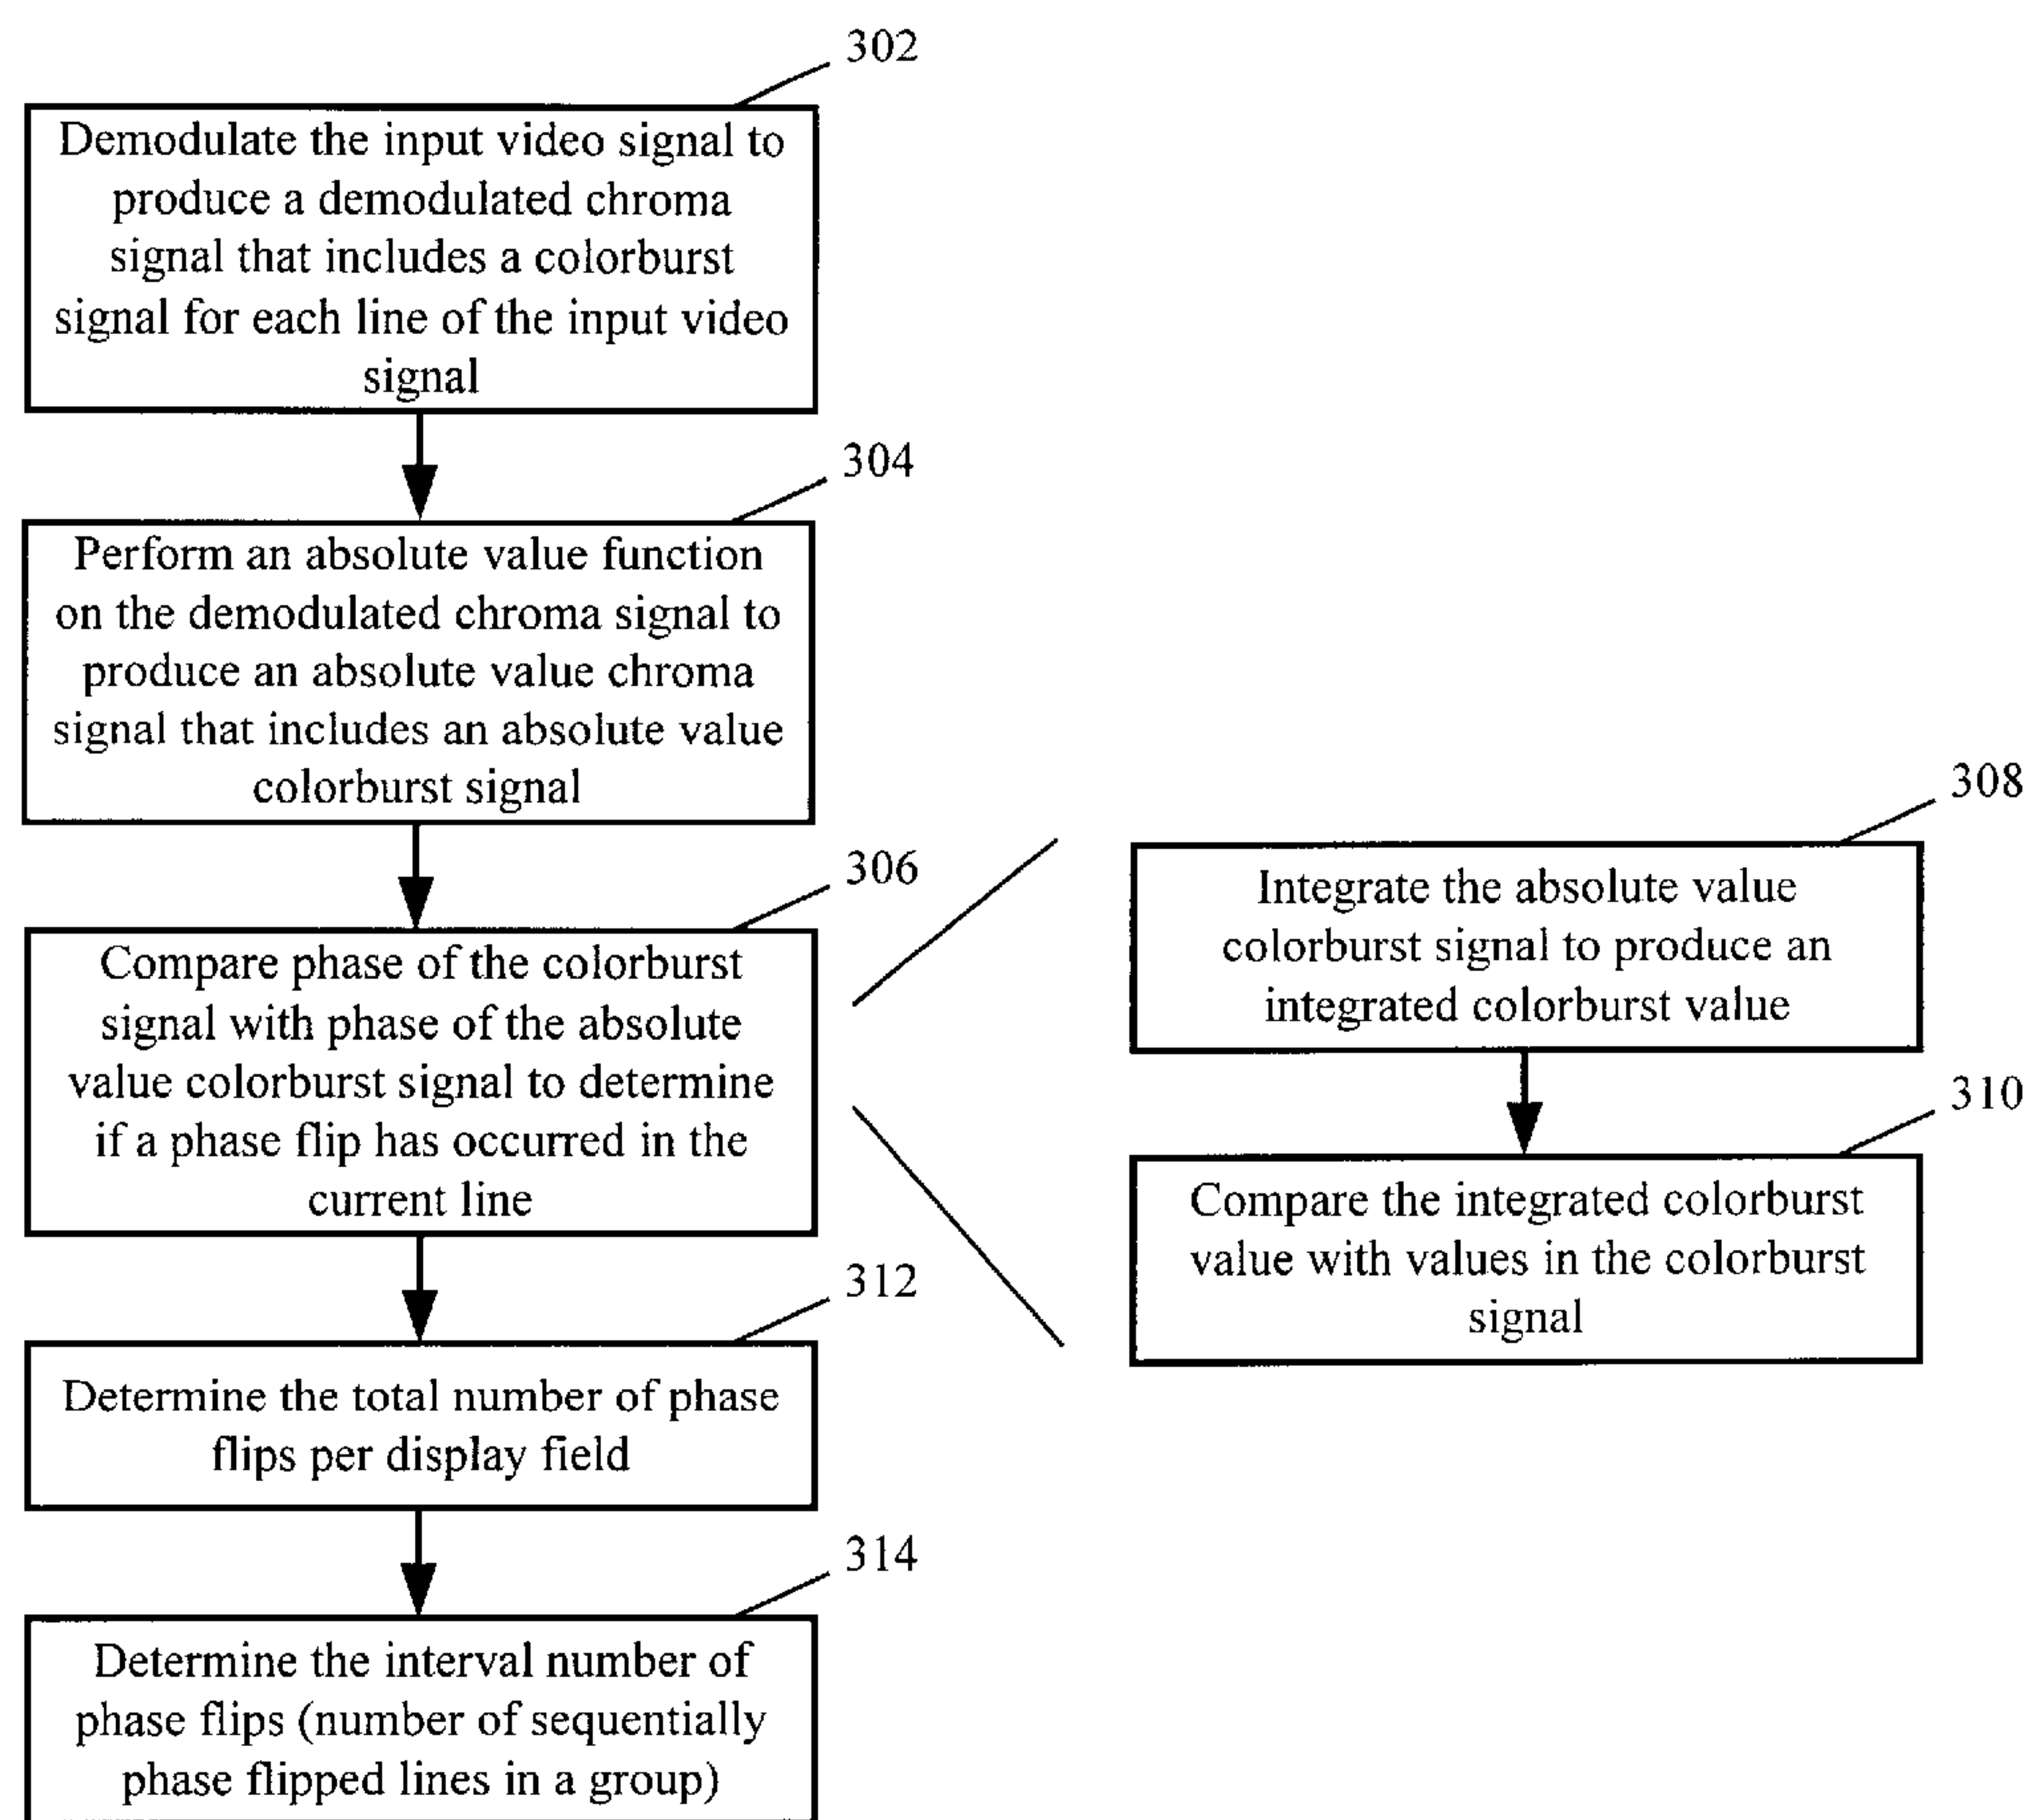 302
Demodulate the input video signal to
produce a demodulated chroma
signal that includes a colorburst
signal for each line of the input video
signal
304
Perform an absolute value function
on the demodulated chroma signal to
produce an absolute value chroma
signal that includes an absolute value
colorburst signal
306
Compare phase of the colorburst
signal with phase of the absolute
value colorburst signal to determine
if a phase flip has occurred in the
current line
308
Integrate the absolute value
colorburst signal to produce an
integrated colorburst value
310
Compare the integrated colorburst
value with values in the colorburst
signal
312
Determine the total number of phase
flips per display field
314
Determine the interval number of
phase flips (number of sequentially
phase flipped lines in a group)